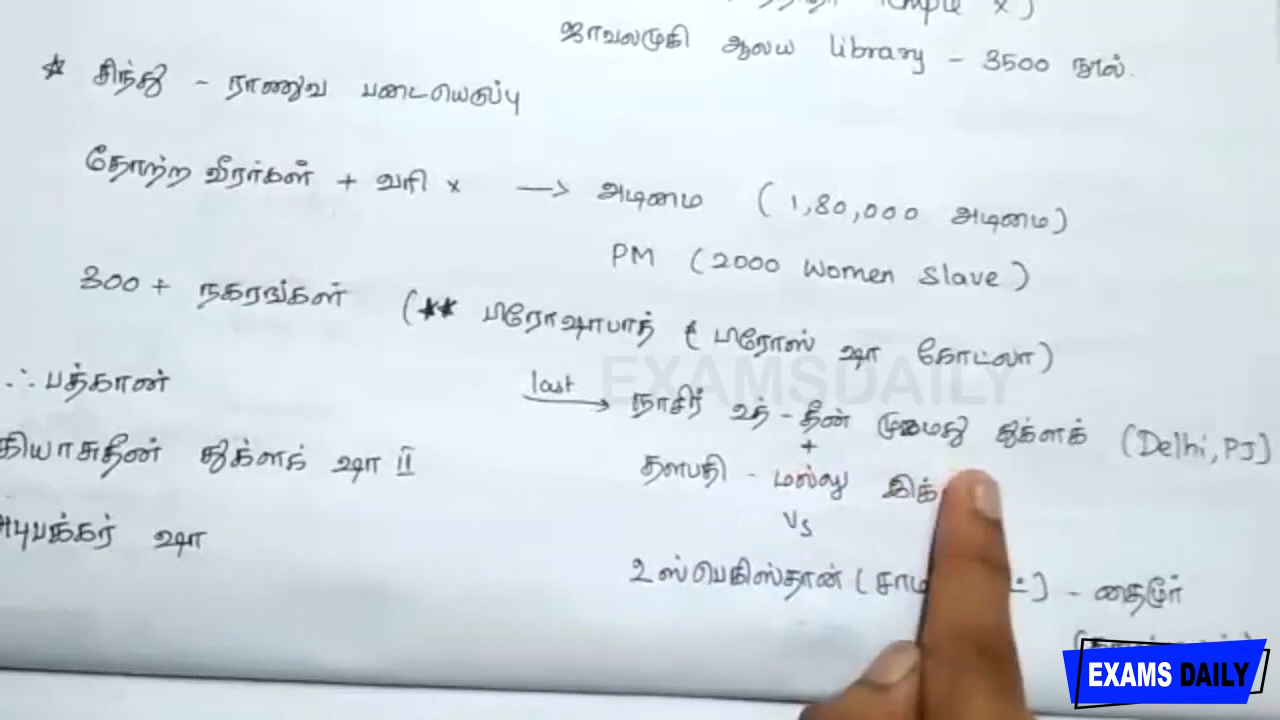 ஜாவலமுகி ஆலய library - 3500 நூல்.
* சிந்து - ராணுவ படையெடுப்பு
தோற்ற வீரர்கள் + வரி x → அடிமை (1,80,000 அடிமை)
PM (2000 women slave)
300 + நகரங்கள் (** பிரோஷாபாத் * பிரோஸ் ஷா கோட்லா)
∴ பத்கான்
last → நாசிர் உத் - தீன் முகமது துக்ளக் (Delhi, PJ)
கியாசுதீன் துக்ளக் ஷா II
+
தளபதி - மல்லு
அபுபக்கர் ஷா
Vs
உஸ்பெகிஸ்தான் - தைமூர்
EXAMSDAILY
EXAMS DAILY